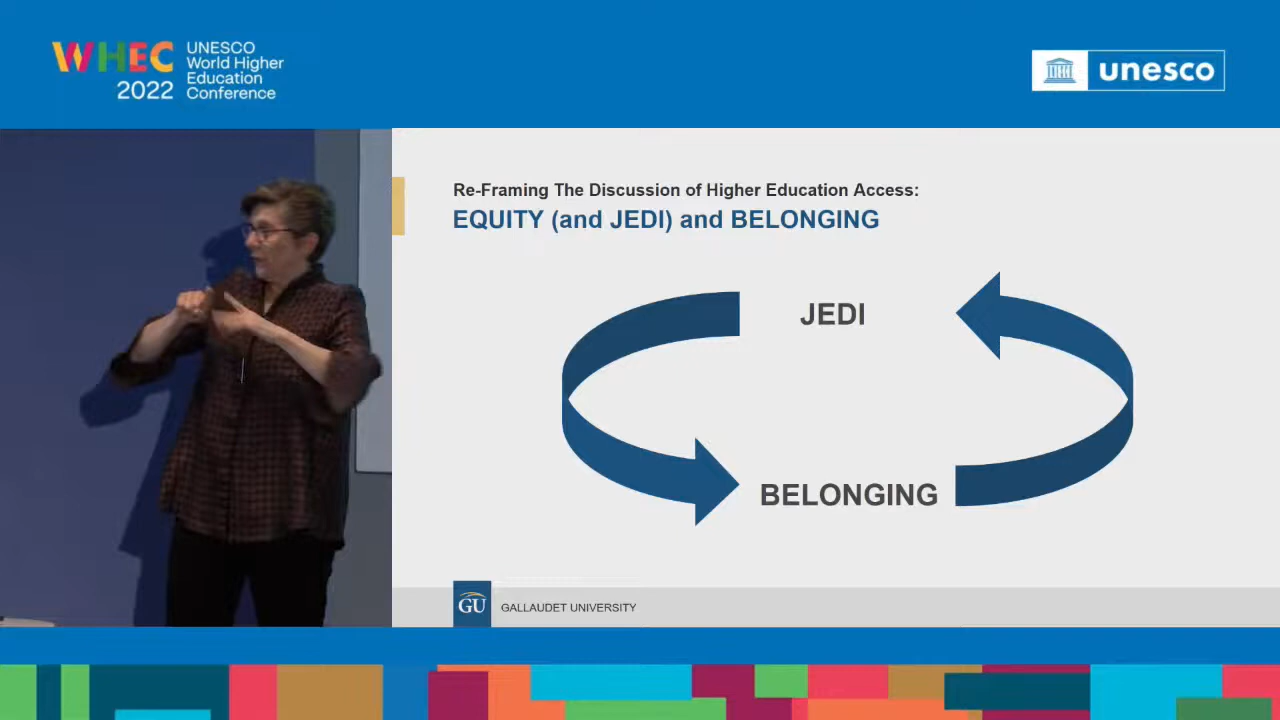 WHEC
2022
UNESCO
World Higher
Education
Conference
unesco
Re-Framing The Discussion of Higher Education Access:
EQUITY (and JEDI) and BELONGING
JEDI
BELONGING
GU
GALLAUDET UNIVERSITY